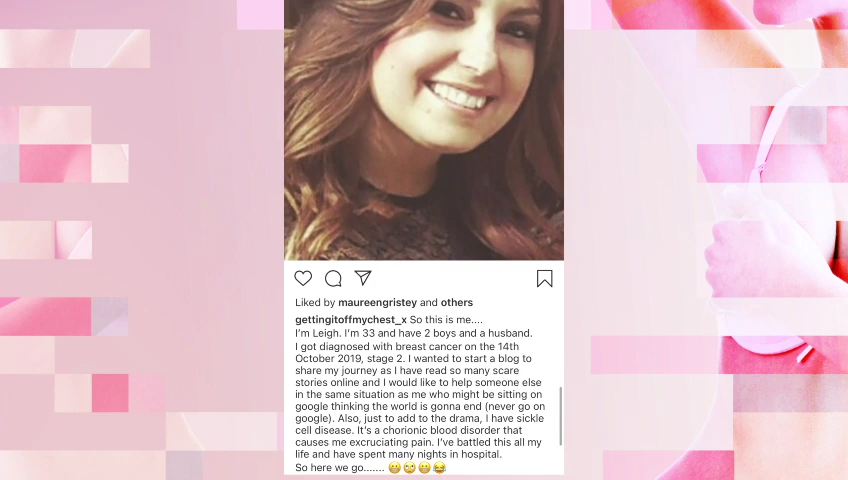 Liked by maureengristey and others
gettingitoffmychest_x So this is me....
I'm Leigh. I'm 33 and have 2 boys and a husband.
I got diagnosed with breast cancer on the 14th
October 2019, stage 2. I wanted to start a blog to
share my journey as I have read so many scare
stories online and I would like to help someone else
in the same situation as me who might be sitting on
google thinking the world is gonna end (never go on
google). Also, just to add to the drama, I have sickle
cell disease. It's a chorionic blood disorder that
causes me excruciating pain. I've battled this all my
life and have spent many nights in hospital.
So here we go....... 😬🙄😬😂